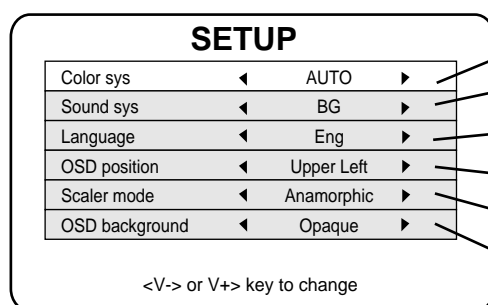 SETUP
Color sys ◀ AUTO ▶
Sound sys ◀ BG ▶
Language ◀ Eng ▶
OSD position ◀ Upper Left ▶
Scaler mode ◀ Anamorphic ▶
OSD background ◀ Opaque ▶
<V-> or V+> key to change